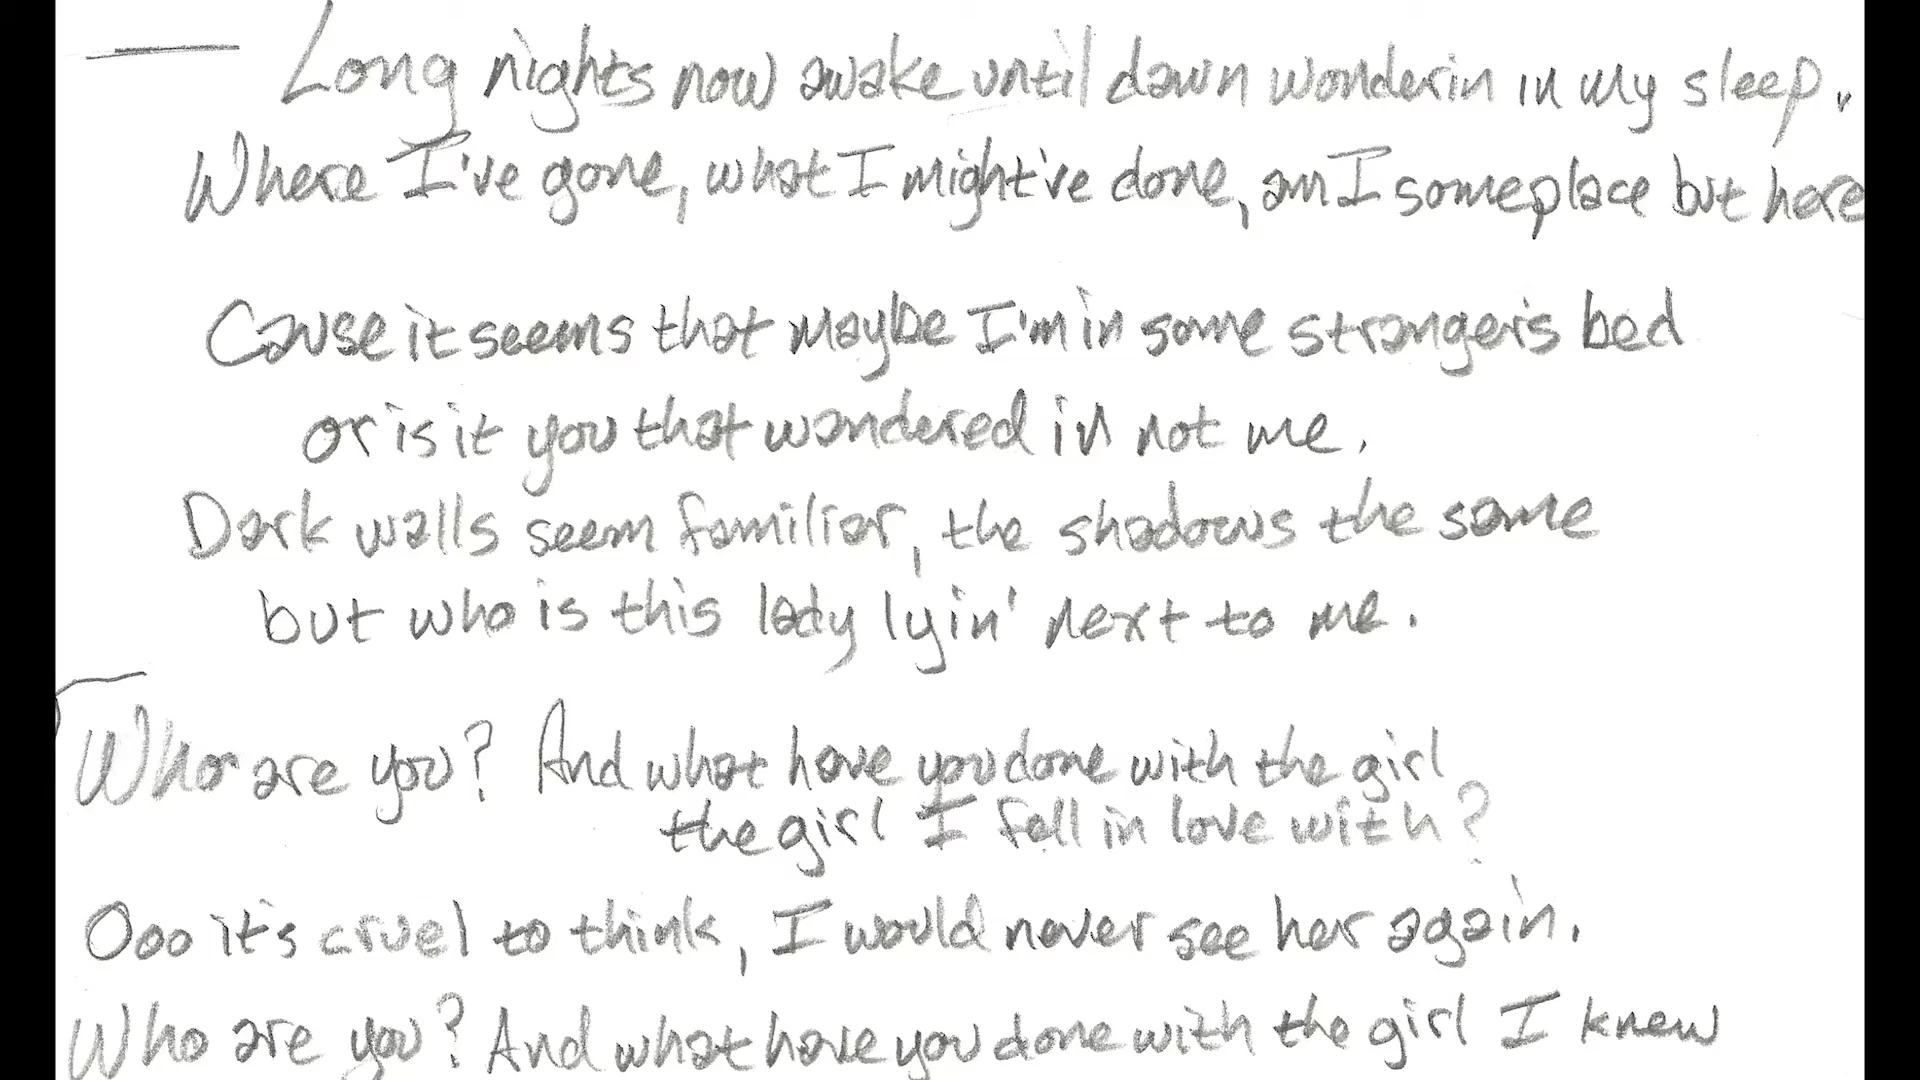 Long nights now awake until dawn wonderin in my sleep.
Where I've gone, what I might've done, am I someplace but here
Cause it seems that maybe I'm in some stranger's bed
or is it you that wandered in not me.
Dark walls seem familiar, the shadows the same
but who is this lady lyin' next to me.
Who are you? And what have you done with the girl
the girl I fell in love with?
Ooo it's cruel to think, I would never see her again.
Who are you? And what have you done with the girl I knew